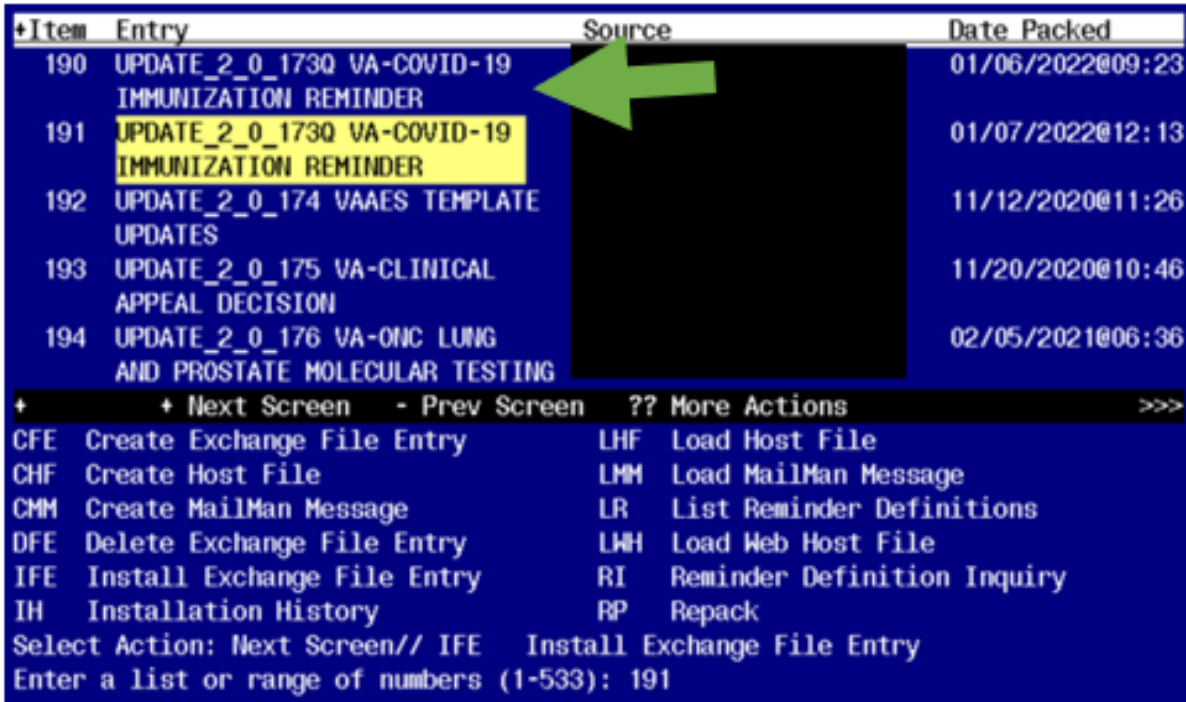 +Item Entry Source Date Packed
190 UPDATE_2_0_173Q VA-COVID-19 01/06/2022@09:23
IMMUNIZATION REMINDER
191 UPDATE_2_0_173Q VA-COVID-19 01/07/2022@12:13
IMMUNIZATION REMINDER
192 UPDATE_2_0_174 VAAES TEMPLATE 11/12/2020@11:26
UPDATES
193 UPDATE_2_0_175 VA-CLINICAL 11/20/2020@10:46
APPEAL DECISION
194 UPDATE_2_0_176 VA-ONC LUNG 02/05/2021@06:36
AND PROSTATE MOLECULAR TESTING
+ + Next Screen - Prev Screen ?? More Actions >>>
CFE Create Exchange File Entry LHF Load Host File
CHF Create Host File LMM Load MailMan Message
CMM Create MailMan Message LR List Reminder Definitions
DFE Delete Exchange File Entry LWH Load Web Host File
IFE Install Exchange File Entry RI Reminder Definition Inquiry
IH Installation History RP Repack
Select Action: Next Screen// IFE Install Exchange File Entry
Enter a list or range of numbers (1-533): 191